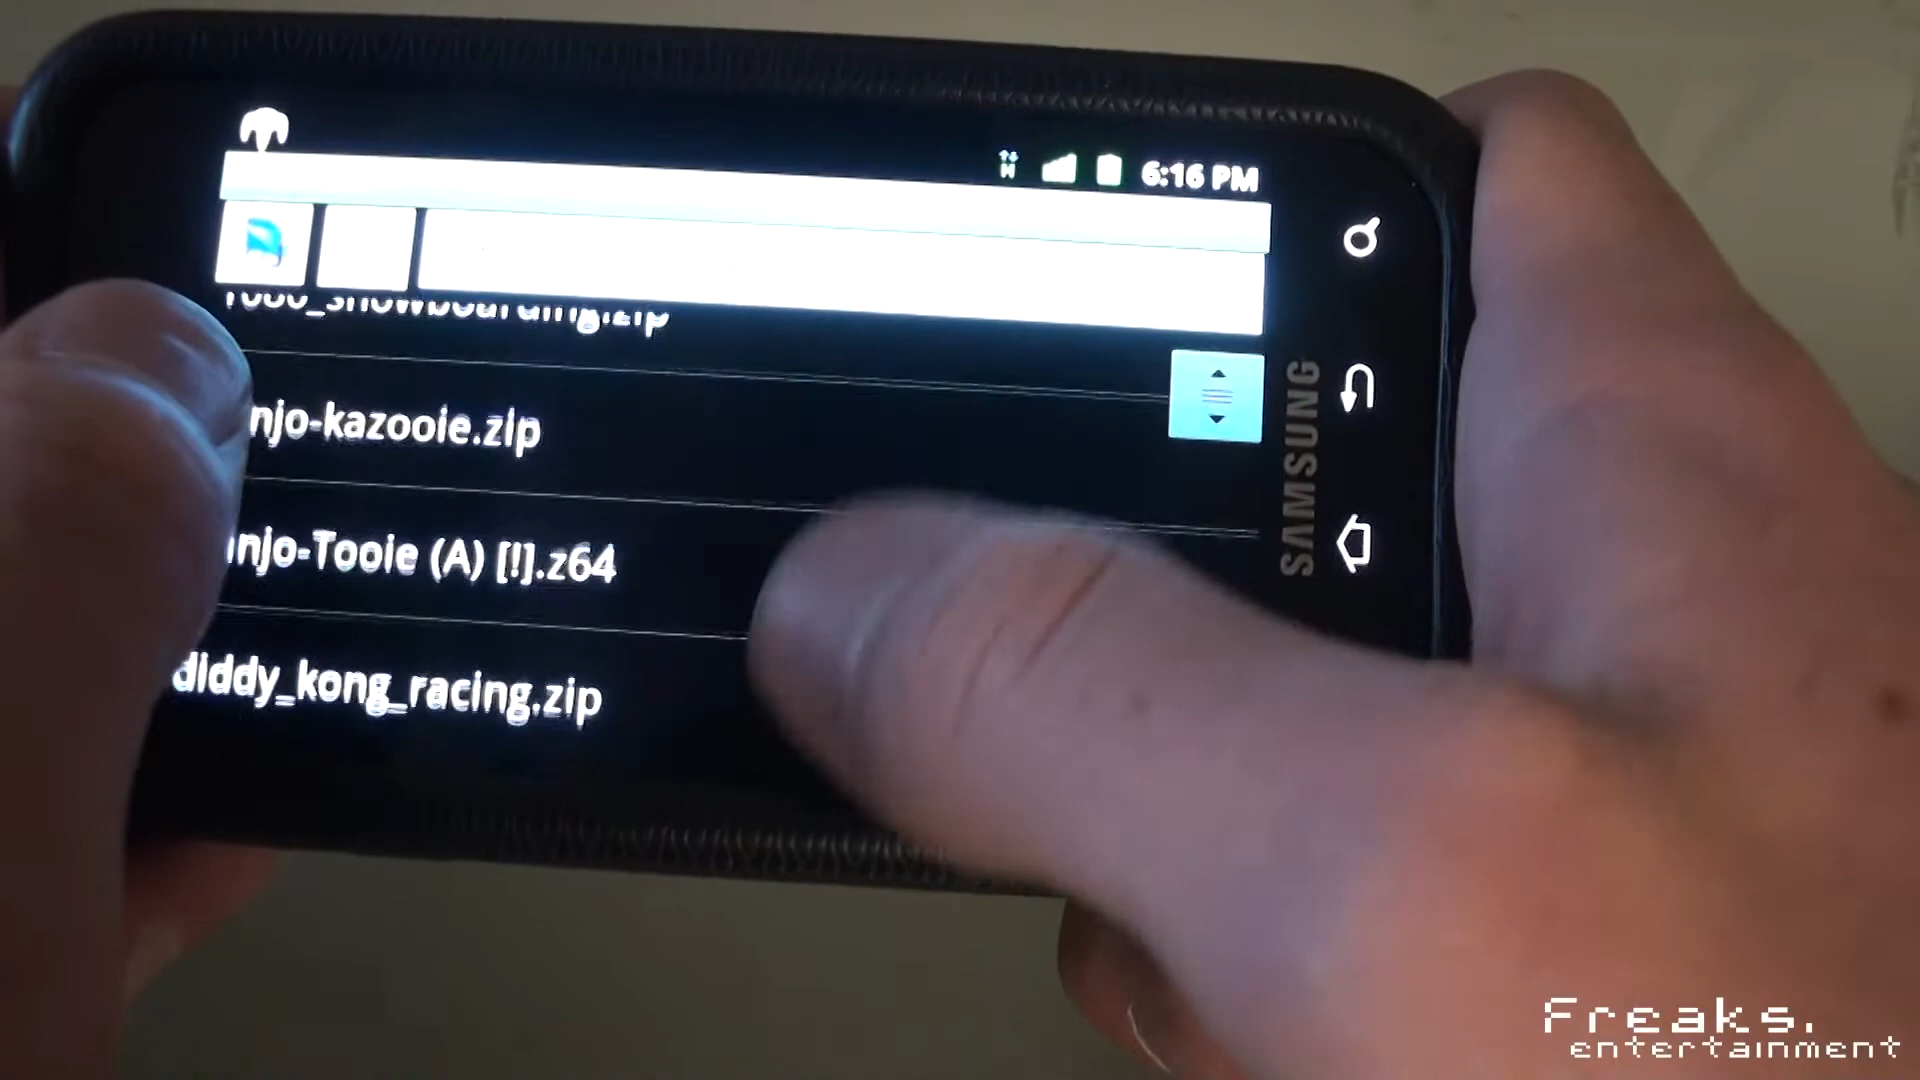 6:16 PM
njo-kazooie.zip
njo-Tooie (A) [!].z64
diddy_kong_racing.zip
SAMSUNG
Freaks.
entertainment